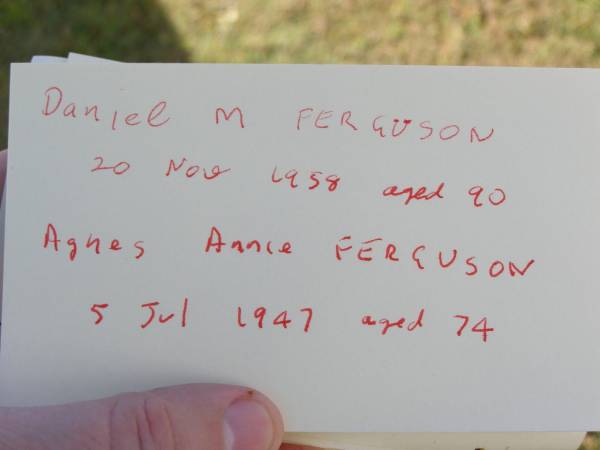 Daniel M FERGUSON
20 Nov 1958 aged 90
Agnes Annie FERGUSON
5 Jul 1947 aged 74